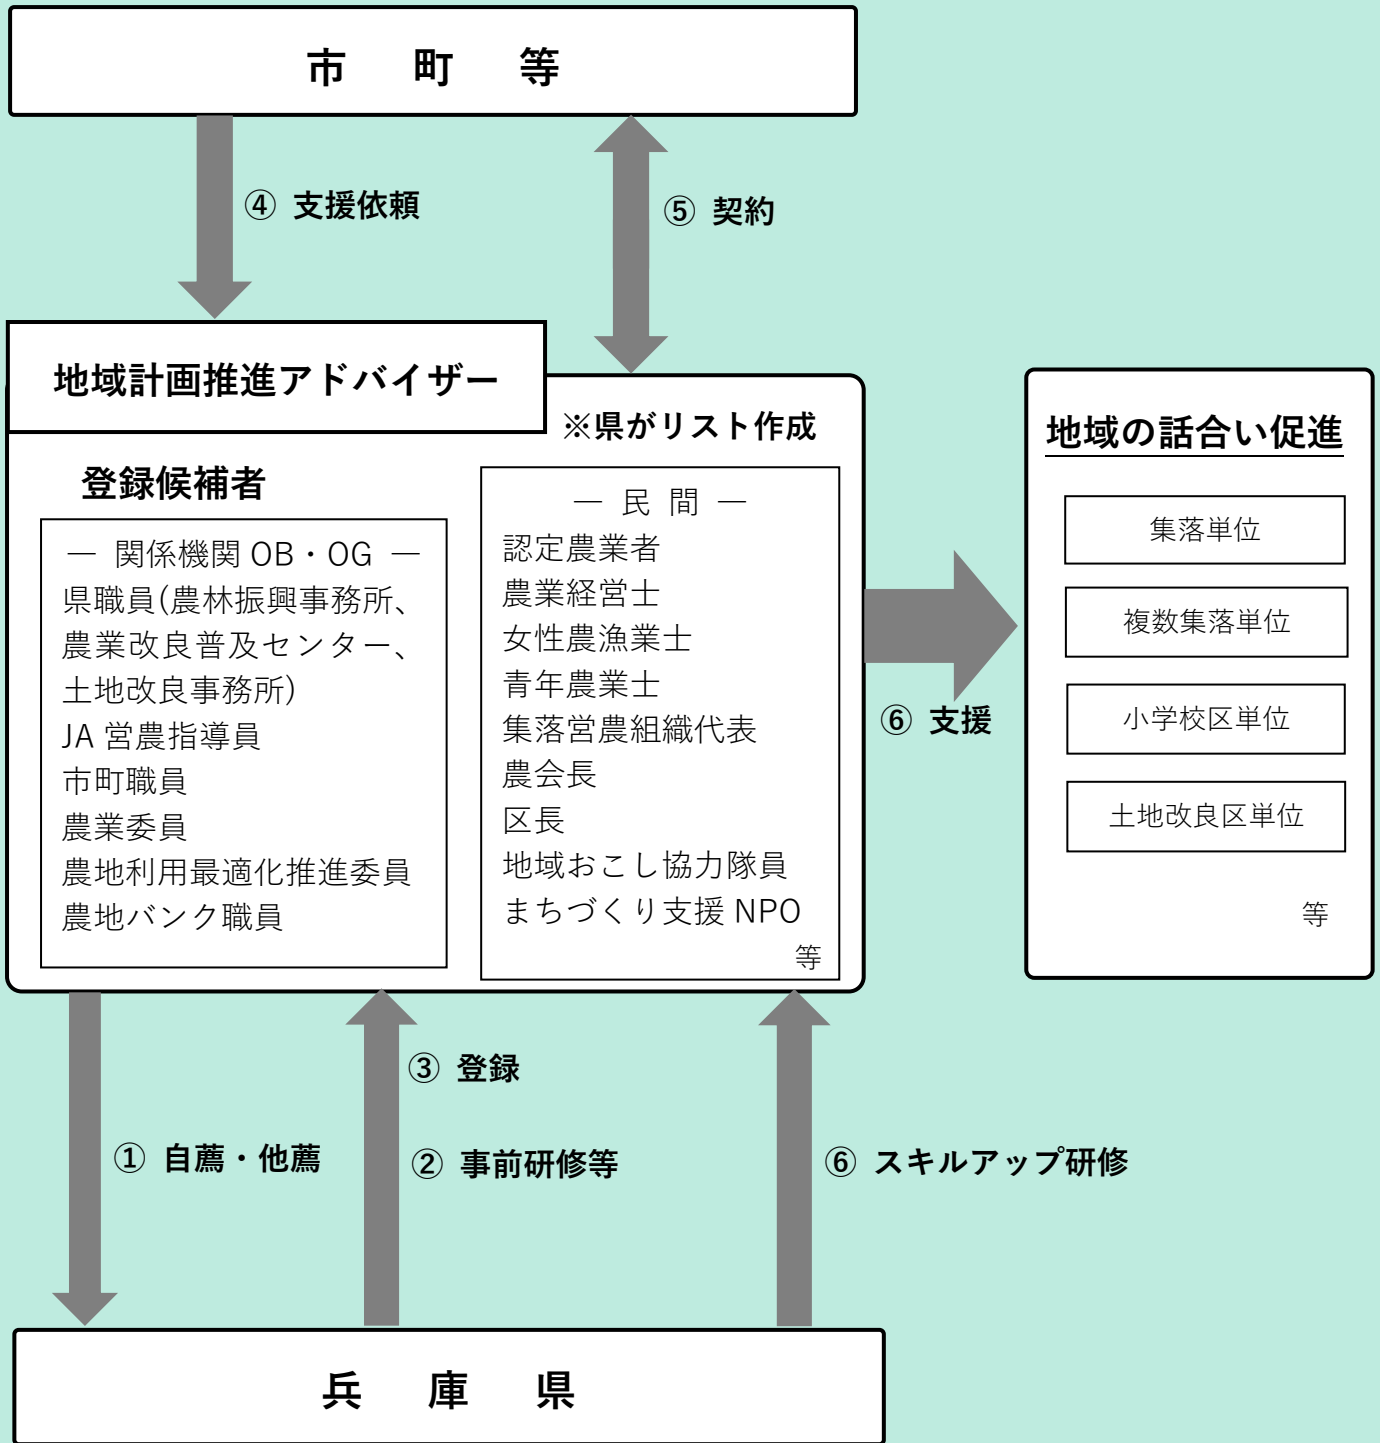 市 町 等
④ 支援依頼
⑤ 契約
地域計画推進アドバイザー
※県がリスト作成
登録候補者
― 関係機関 OB・OG ―
県職員(農林振興事務所、
農業改良普及センター、
土地改良事務所)
JA 営農指導員
市町職員
農業委員
農地利用最適化推進委員
農地バンク職員
― 民 間 ―
認定農業者
農業経営士
女性農漁業士
青年農業士
集落営農組織代表
農会長
区長
地域おこし協力隊員
まちづくり支援 NPO
等
⑥ 支援
地域の話合い促進
集落単位
複数集落単位
小学校区単位
土地改良区単位
等
③ 登録
① 自薦・他薦
② 事前研修等
⑥ スキルアップ研修
兵 庫 県